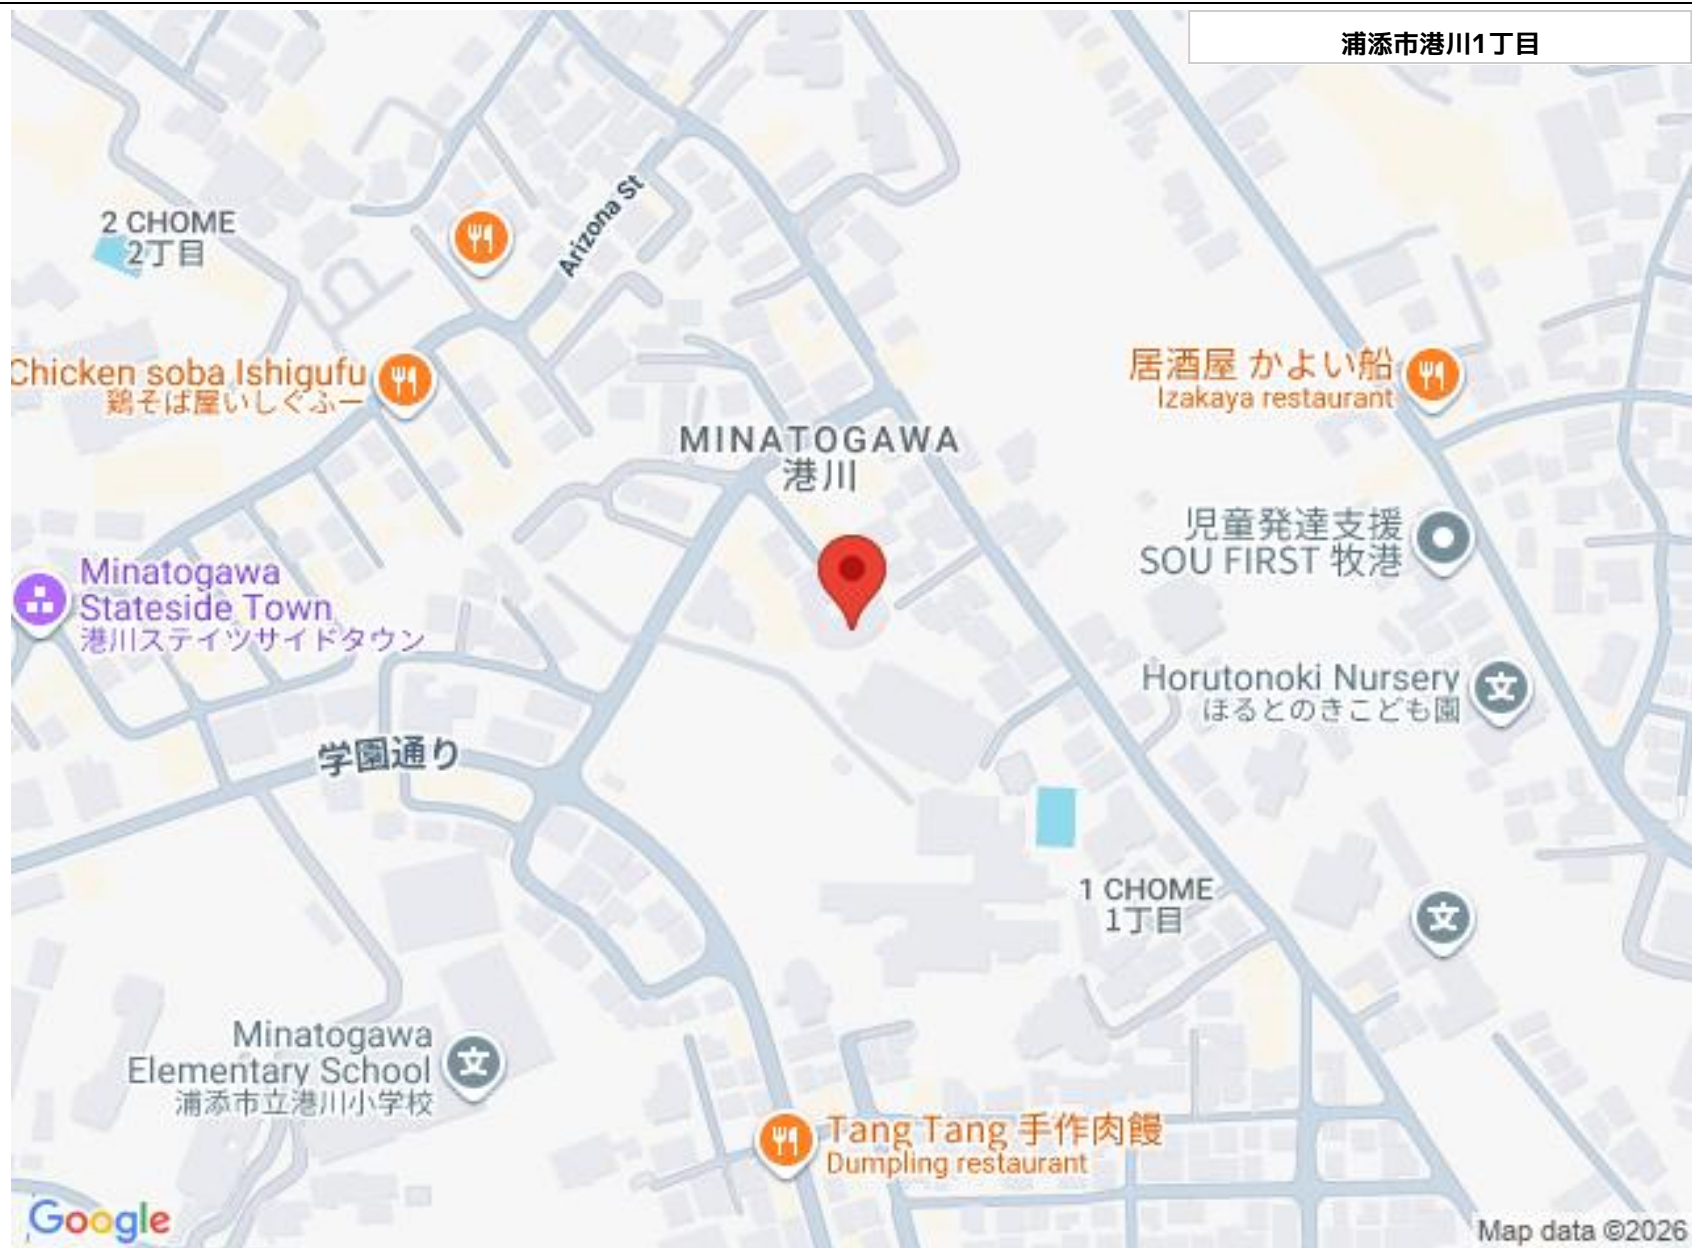 浦添市港川1丁目
2 CHOME
2丁目
Arizona St
Chicken soba Ishigufu
鶏そば屋いしぐふー
居酒屋 かよい船
Izakaya restaurant
MINATOGAWA
港川
児童発達支援
SOU FIRST 牧港
Minatogawa
Stateside Town
港川ステイツサイドタウン
Horutonoki Nursery
ほるとのきこども園
学園通り
1 CHOME
1丁目
Minatogawa
Elementary School
浦添市立港川小学校
Tang Tang 手作肉饅
Dumpling restaurant
Google
Map data ©2026